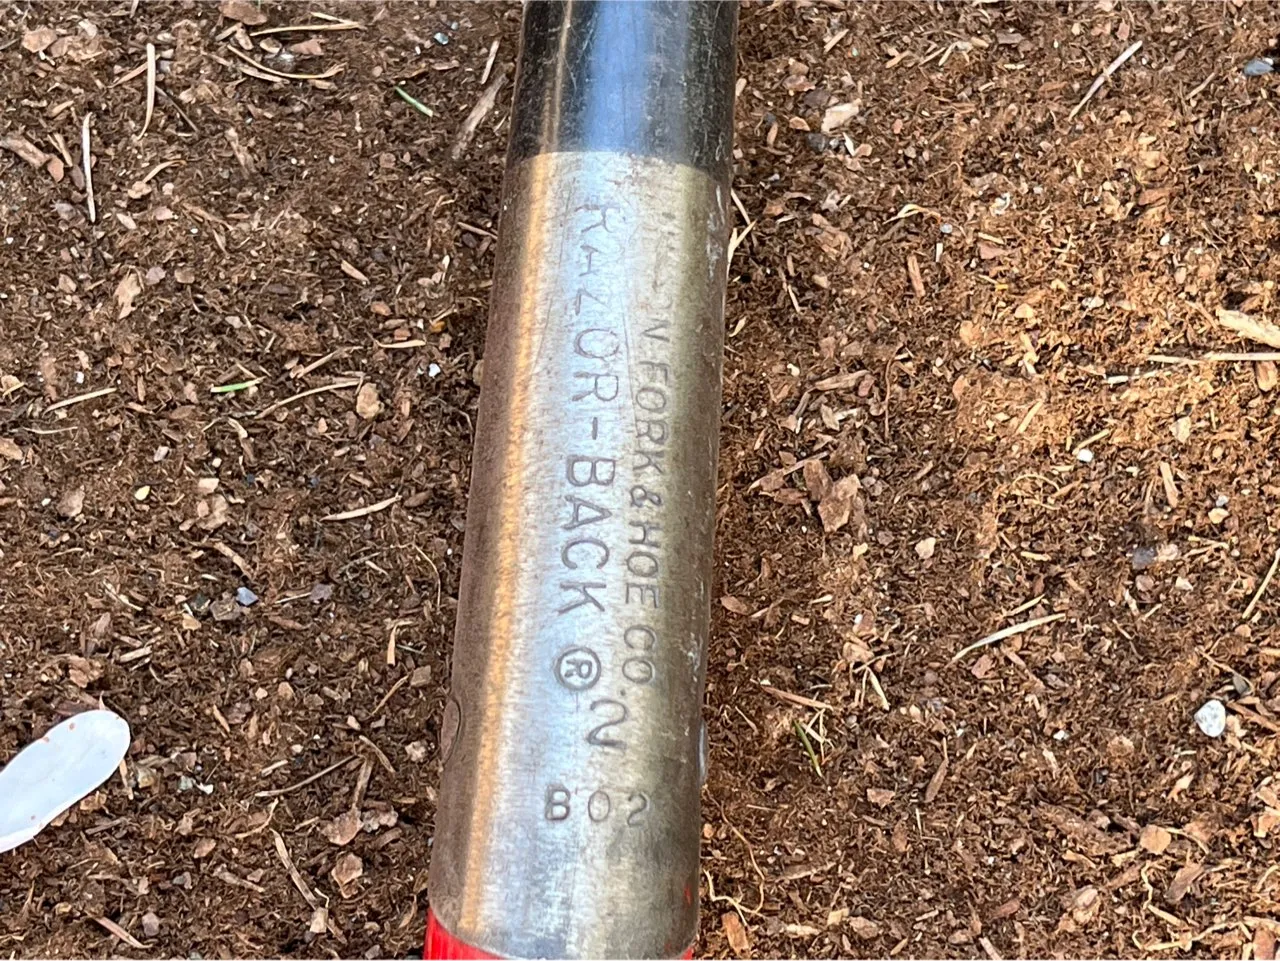 FORK & HOE CO.
RAZOR-BACK ® 2
B02